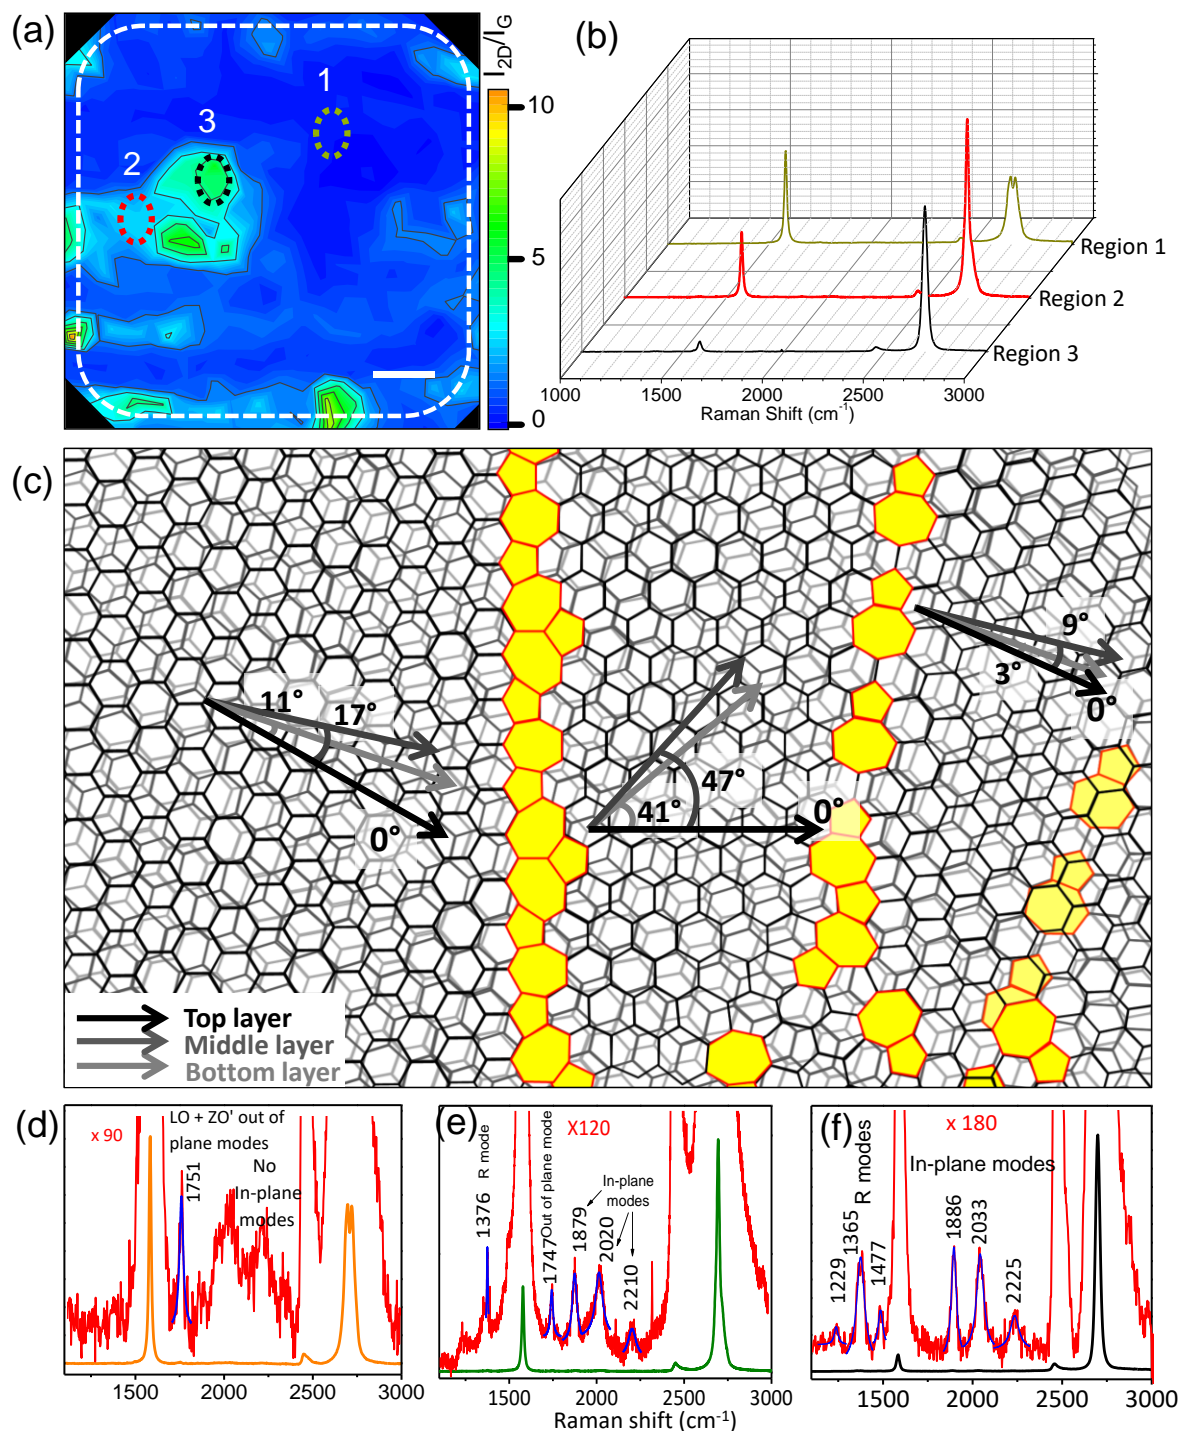 (a)
1
2
3
I2D/IG
10
5
0
(b)
Region 1
Region 2
Region 3
1000 1500 2000 2500 3000
Raman Shift (cm-1)
(c)
11°
17°
0°
47°
41°
0°
9°
3°
0°
Top layer
Middle layer
Bottom layer
(d)
x 90
LO + ZO' out of
plane modes
1751
No
In-plane
modes
1500 2000 2500 3000
(e)
X120
1376 R mode
1747 Out of plane mode
1879
In-plane
modes
2020
2210
1500 2000 2500 3000
Raman shift (cm-1)
(f)
x 180
R modes
In-plane modes
1229
1365
1477
1886
2033
2225
1500 2000 2500 3000